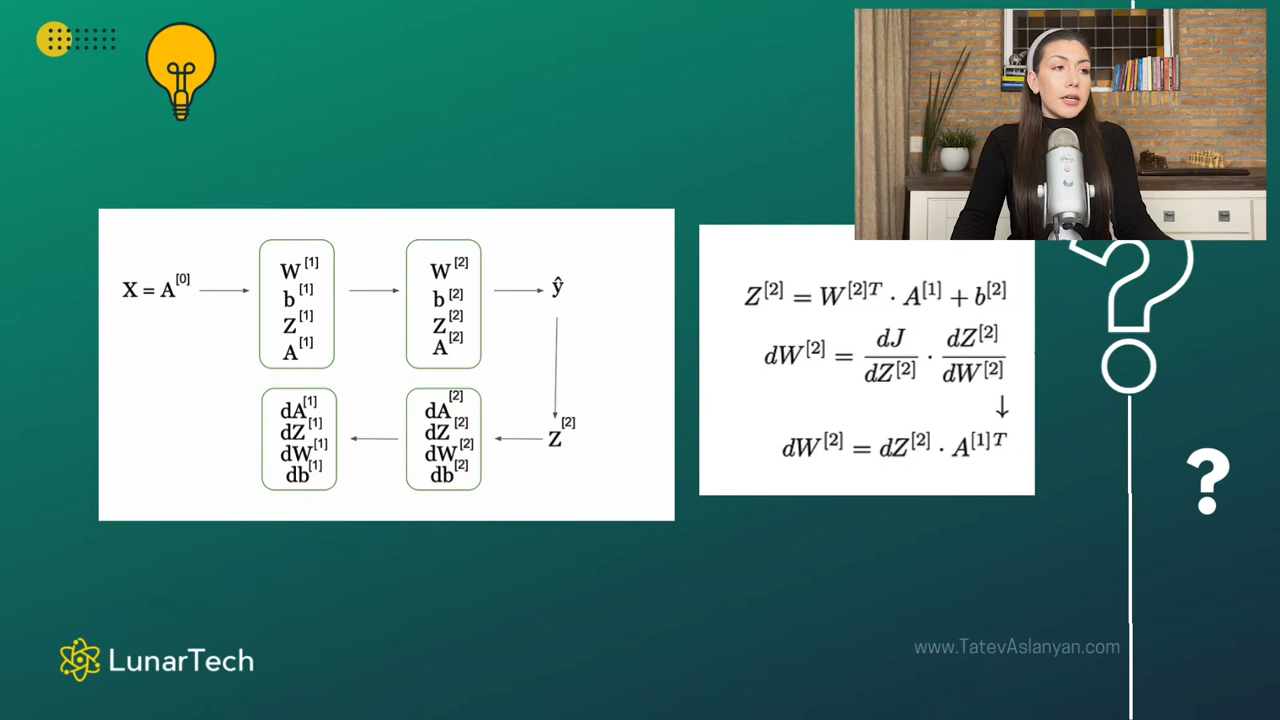 X = A[0]
W[1]
b[1]
Z[1]
A[1]
W[2]
b[2]
Z[2]
A[2]
ŷ
dA[1]
dZ[1]
dW[1]
db[1]
dA[2]
dZ[2]
dW[2]
db[2]
Z[2]
Z[2] = W[2]T · A[1] + b[2]
dW[2] = dJ/dZ[2] · dZ[2]/dW[2]
↓
dW[2] = dZ[2] · A[1]T
?
?
LunarTech
www.TatevAslanyan.com